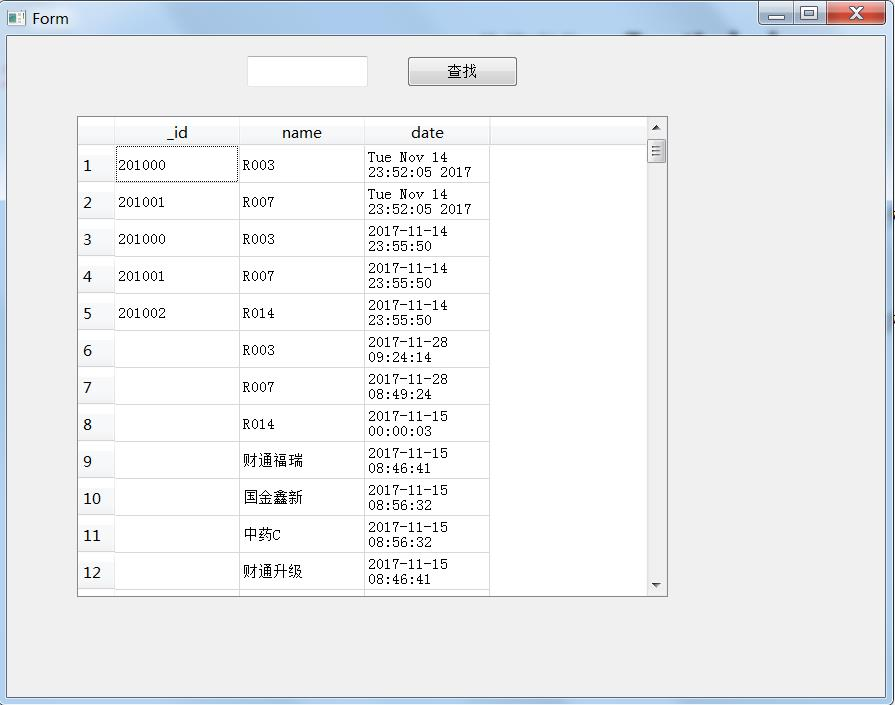 Form
查找
_id name date
1 201000 R003 Tue Nov 14
23:52:05 2017
2 201001 R007 Tue Nov 14
23:52:05 2017
3 201000 R003 2017-11-14
23:55:50
4 201001 R007 2017-11-14
23:55:50
5 201002 R014 2017-11-14
23:55:50
6 R003 2017-11-28
09:24:14
7 R007 2017-11-28
08:49:24
8 R014 2017-11-15
00:00:03
9 财通福瑞 2017-11-15
08:46:41
10 国金鑫新 2017-11-15
08:56:32
11 中药C 2017-11-15
08:56:32
12 财通升级 2017-11-15
08:46:41